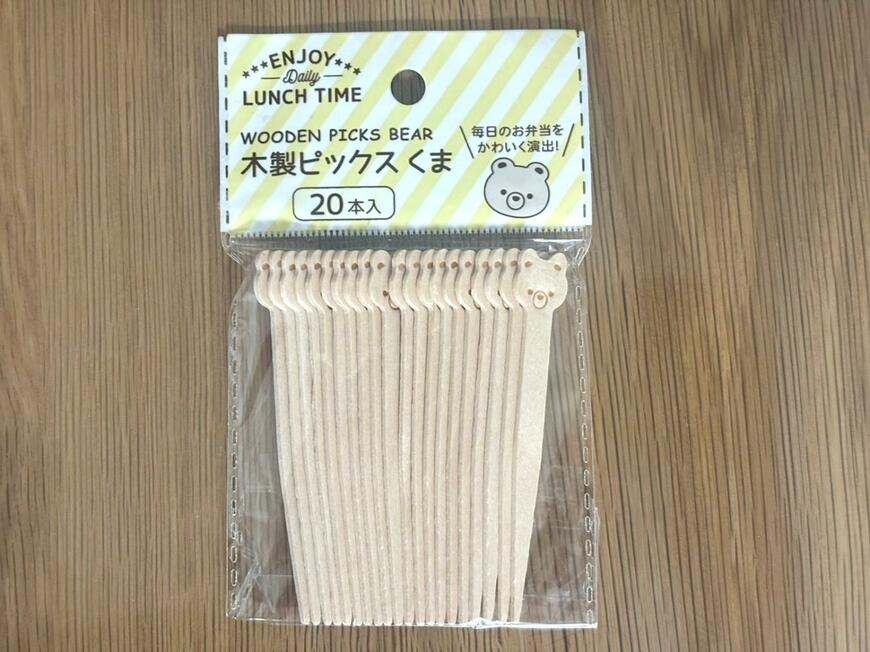 ★★★ENJOY★★★
Daily
LUNCH TIME
WOODEN PICKS BEAR
木製ピックス くま
20本入
毎日のお弁当を
かわいく演出!